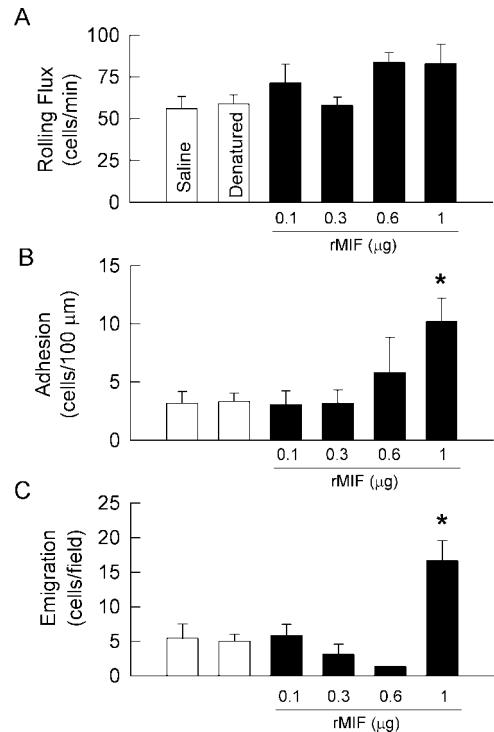 A
Rolling Flux
(cells/min)
100
75
50
25
0
Saline
Denatured
0.1 0.3 0.6 1
rMIF (μg)
B
Adhesion
(cells/100 μm)
15
10
5
0
*
0.1 0.3 0.6 1
rMIF (μg)
C
Emigration
(cells/field)
25
20
15
10
5
0
*
0.1 0.3 0.6 1
rMIF (μg)